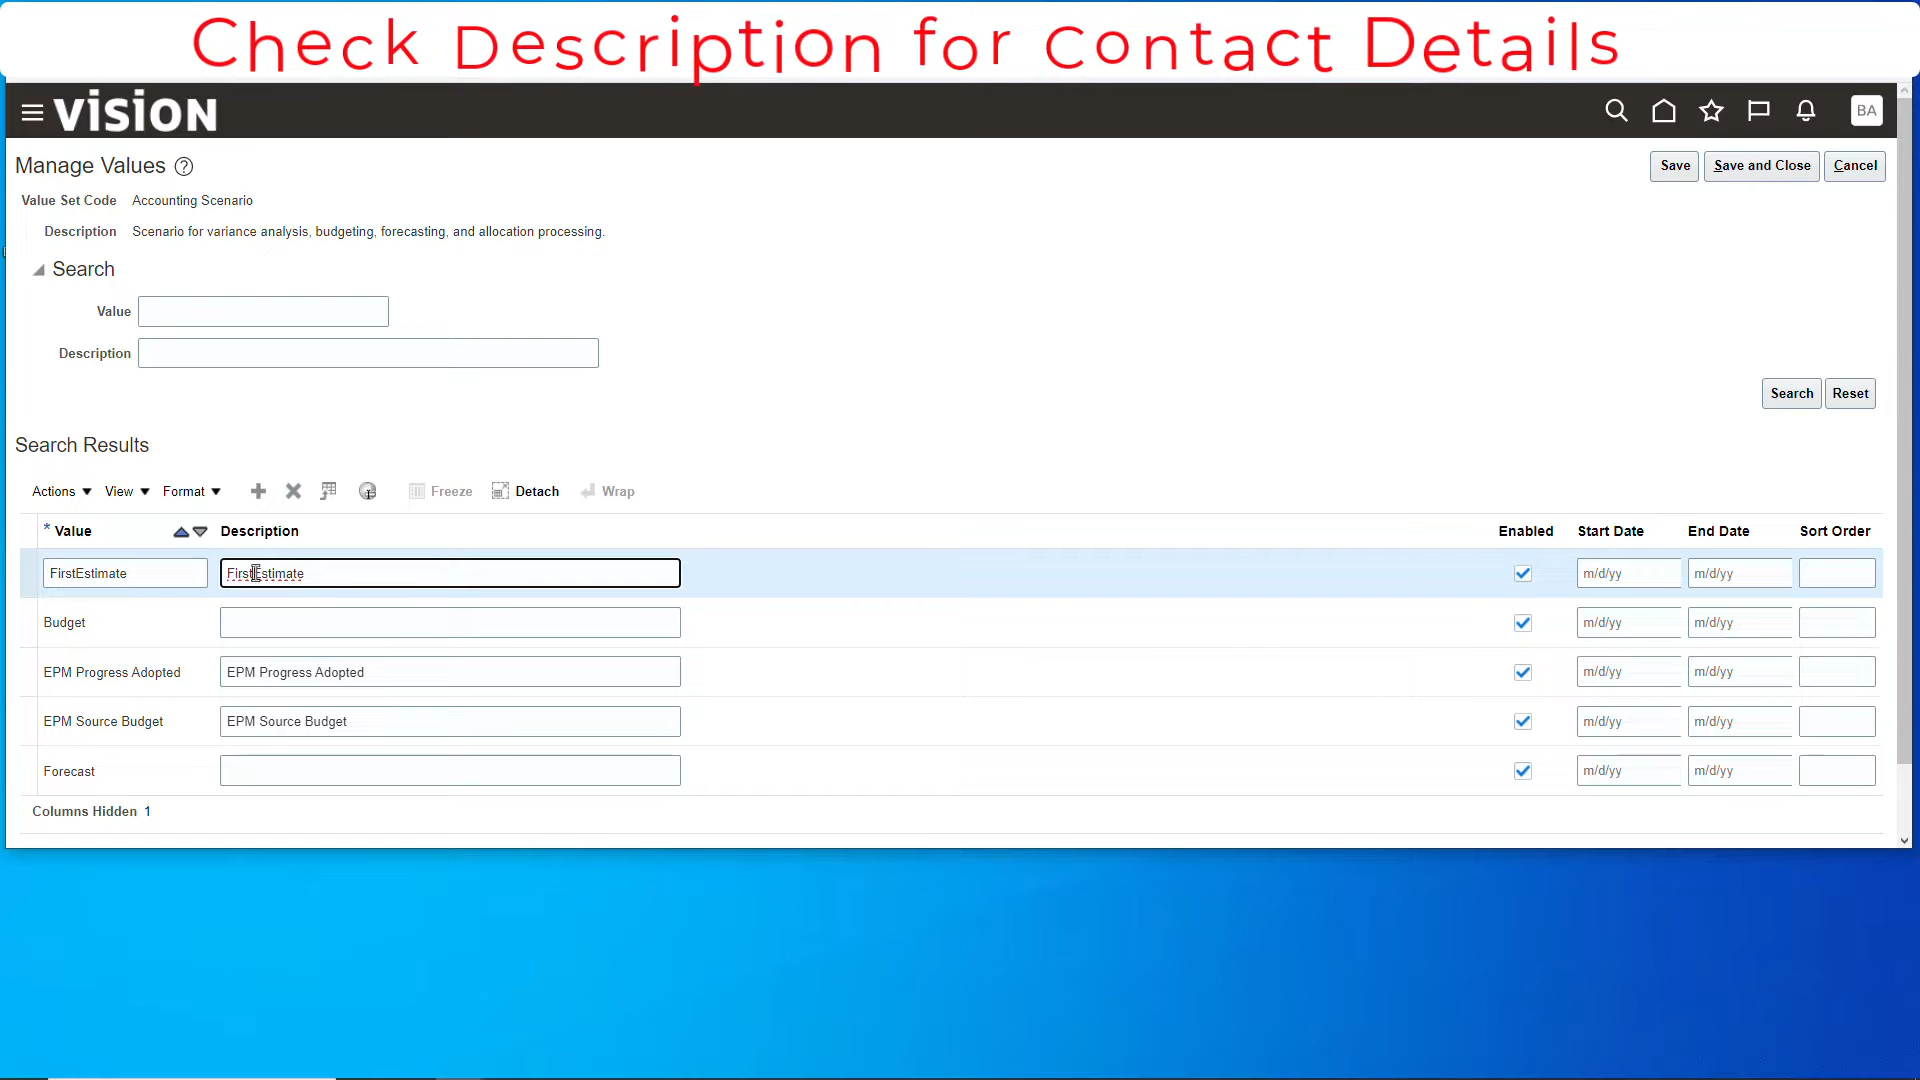 Check Description for Contact Details
VISION
BA
Manage Values ?
Save Save and Close Cancel
Value Set Code Accounting Scenario
Description Scenario for variance analysis, budgeting, forecasting, and allocation processing.
Search
Value
Description
Search Reset
Search Results
Actions View Format Freeze Detach Wrap
* Value Description Enabled Start Date End Date Sort Order
FirstEstimate FirstEstimate m/d/yy m/d/yy
Budget m/d/yy m/d/yy
EPM Progress Adopted EPM Progress Adopted m/d/yy m/d/yy
EPM Source Budget EPM Source Budget m/d/yy m/d/yy
Forecast m/d/yy m/d/yy
Columns Hidden 1